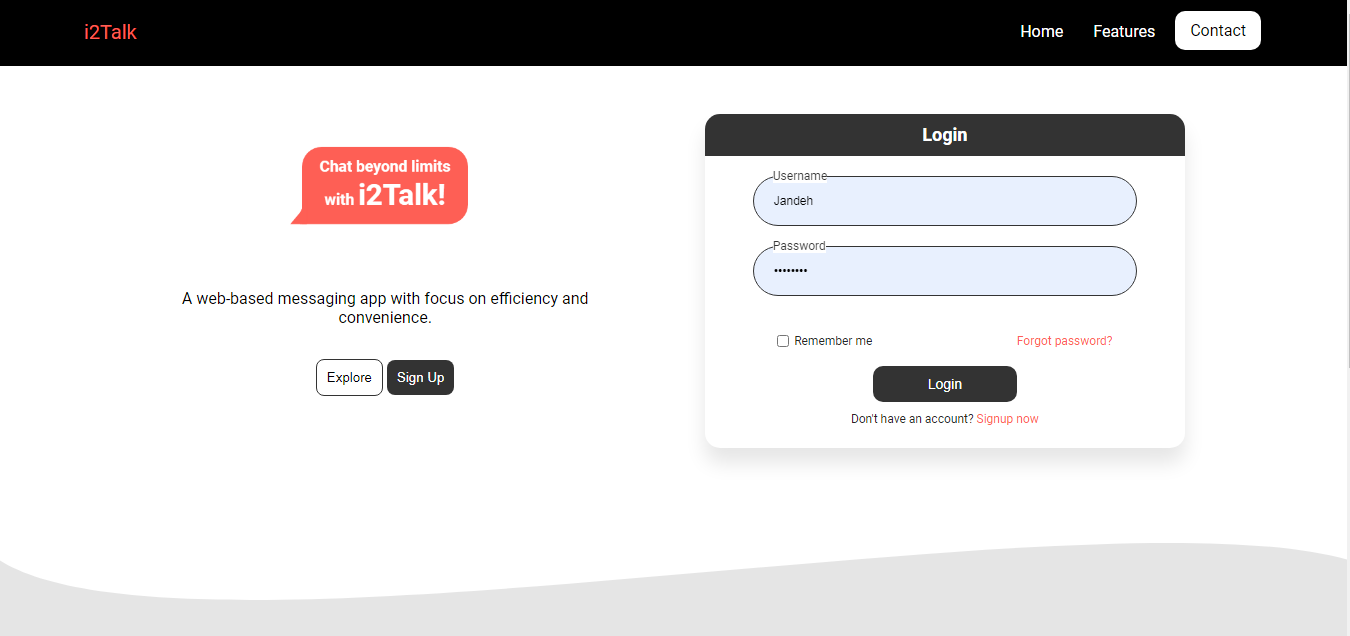 i2Talk
Home
Features
Contact
Chat beyond limits
with i2Talk!
A web-based messaging app with focus on efficiency and
convenience.
Explore
Sign Up
Login
Username
Jandeh
Password
••••••••
Remember me
Forgot password?
Login
Don't have an account? Signup now